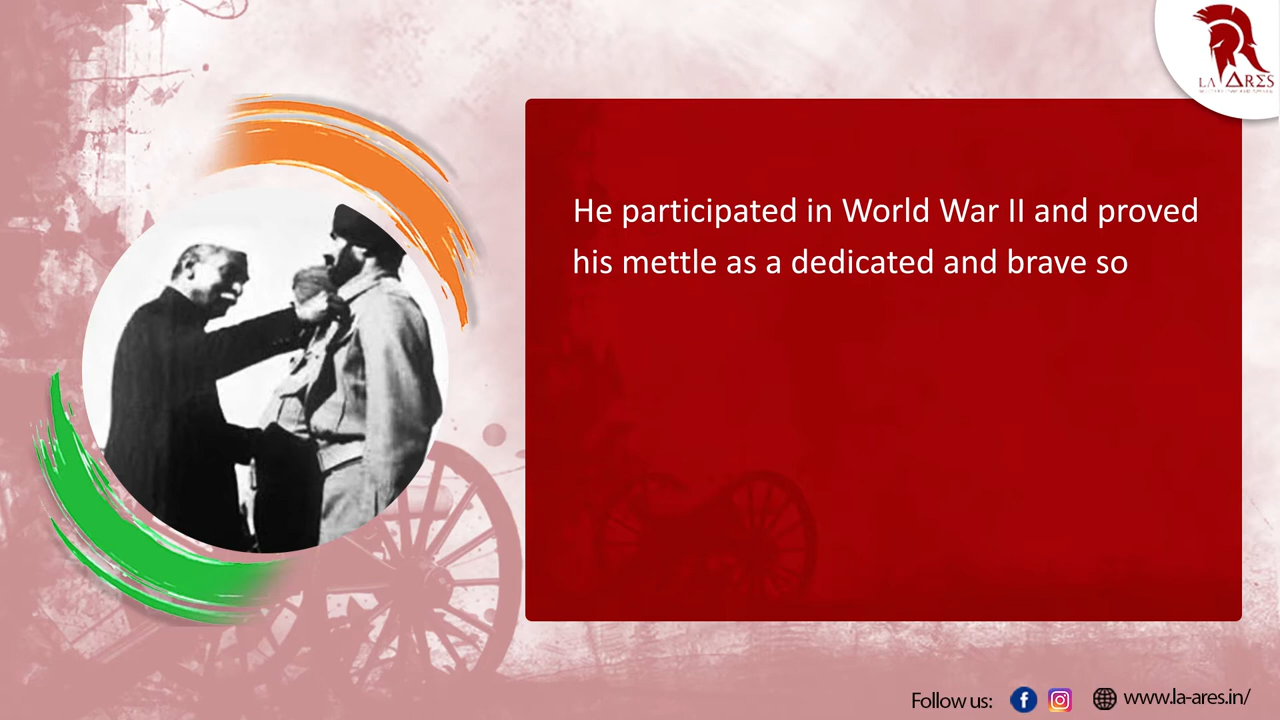 LA ARES
He participated in World War II and proved
his mettle as a dedicated and brave so
Follow us:
www.la-ares.in/